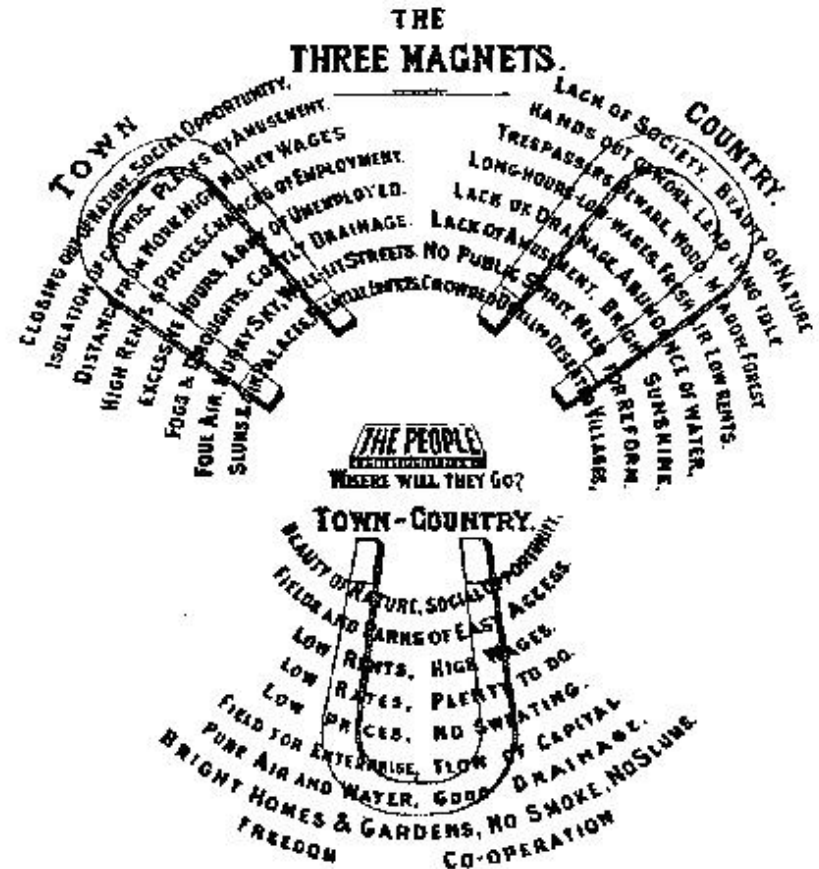 THE
THREE MAGNETS.
TOWN
CLOSING OUT OF NATURE. SOCIAL OPPORTUNITY.
ISOLATION OF CROWDS. PLACES OF AMUSEMENT.
DISTANCE FROM WORK. HIGH MONEY WAGES
HIGH RENTS & PRICES. CHANCES OF EMPLOYMENT.
EXCESSIVE HOURS. ARMY OF UNEMPLOYED.
FOGS & DROUGHTS. COSTLY DRAINAGE.
FOUL AIR. MURKY SKY. WELL-LIT STREETS.
SLUMS & GIN PALACES. PALATIAL EDIFICES.
COUNTRY.
LACK OF SOCIETY. BEAUTY OF NATURE
HANDS OUT OF WORK. LAND LYING IDLE
TRESPASSERS BEWARE. WOOD, MEADOW, FOREST
LONG HOURS-LOW WAGES. FRESH AIR LOW RENTS.
LACK OF DRAINAGE. ABUNDANCE OF WATER.
LACK OF AMUSEMENT. BRIGHT SUNSHINE.
NO PUBLIC SPIRIT. NEED FOR REFORM.
CROWDED DWELLINGS. DESERTED VILLAGES.
THE PEOPLE
WHERE WILL THEY GO?
TOWN-COUNTRY.
BEAUTY OF NATURE, SOCIAL OPPORTUNITY.
FIELDS AND PARKS OF EASY ACCESS.
LOW RENTS, HIGH WAGES.
LOW RATES, PLENTY TO DO.
LOW PRICES, NO SWEATING.
FIELD FOR ENTERPRISE, FLOW OF CAPITAL
PURE AIR AND WATER, GOOD DRAINAGE.
BRIGHT HOMES & GARDENS, NO SMOKE, NO SLUMS.
FREEDOM CO-OPERATION